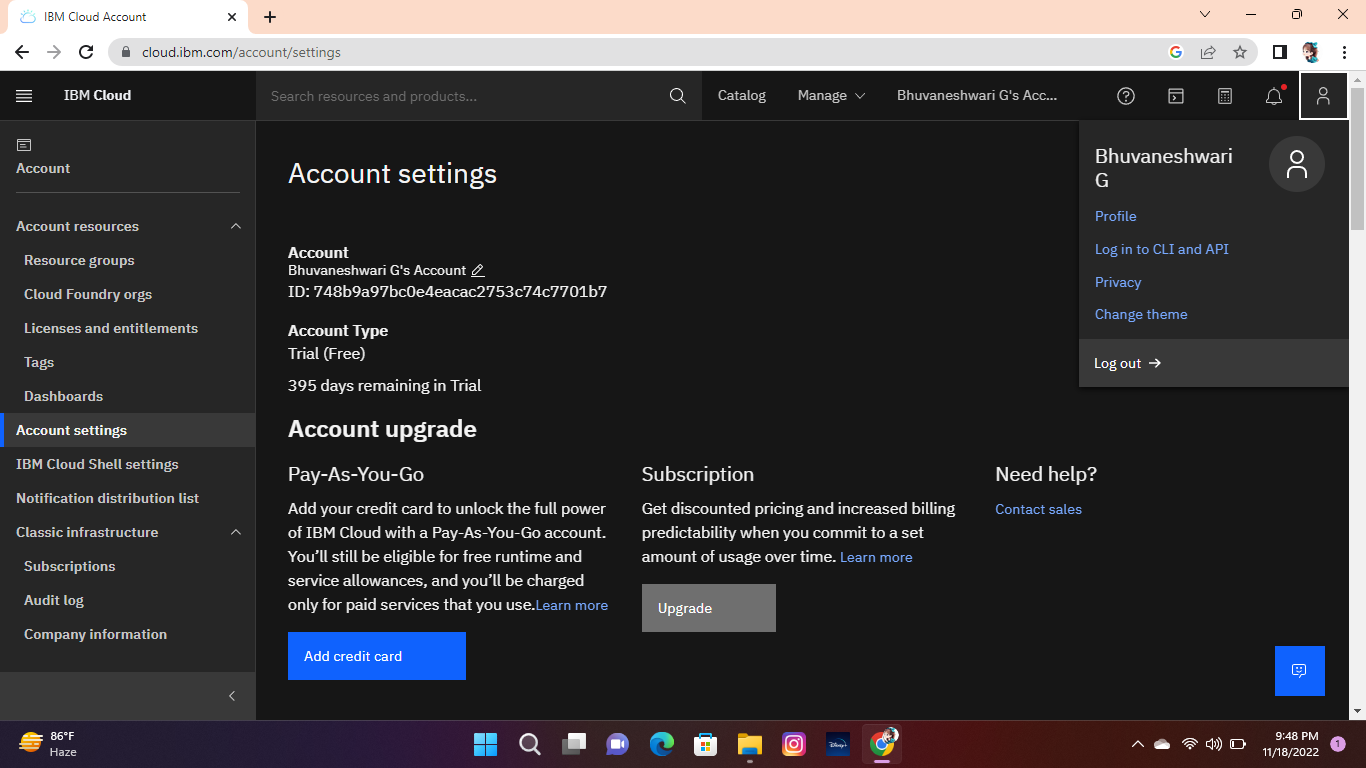 IBM Cloud Account
cloud.ibm.com/account/settings
IBM Cloud
Search resources and products...
Catalog
Manage
Bhuvaneshwari G's Acc...
Account
Account resources
Resource groups
Cloud Foundry orgs
Licenses and entitlements
Tags
Dashboards
Account settings
IBM Cloud Shell settings
Notification distribution list
Classic infrastructure
Subscriptions
Audit log
Company information
Account settings
Account
Bhuvaneshwari G's Account
ID: 748b9a97bc0e4eacac2753c74c7701b7
Account Type
Trial (Free)
395 days remaining in Trial
Account upgrade
Pay-As-You-Go
Add your credit card to unlock the full power
of IBM Cloud with a Pay-As-You-Go account.
You’ll still be eligible for free runtime and
service allowances, and you’ll be charged
only for paid services that you use.Learn more
Add credit card
Subscription
Get discounted pricing and increased billing
predictability when you commit to a set
amount of usage over time. Learn more
Upgrade
Need help?
Contact sales
Bhuvaneshwari
G
Profile
Log in to CLI and API
Privacy
Change theme
Log out
86°F
Haze
Disney+
9:48 PM
11/18/2022
1